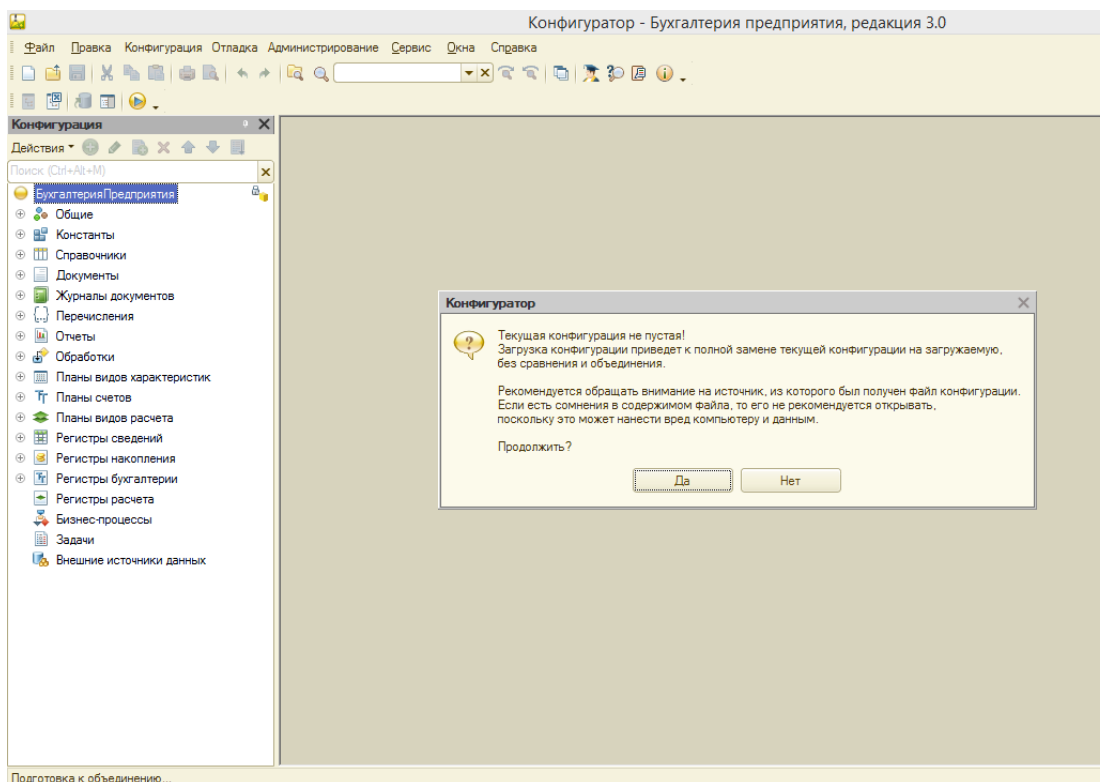 Конфигуратор - Бухгалтерия предприятия, редакция 3.0
Файл Правка Конфигурация Отладка Администрирование Сервис Окна Справка
Конфигурация
Действия
Поиск (Ctrl+Alt+M)
БухгалтерияПредприятия
Общие
Константы
Справочники
Документы
Журналы документов
Перечисления
Отчеты
Обработки
Планы видов характеристик
Планы счетов
Планы видов расчета
Регистры сведений
Регистры накопления
Регистры бухгалтерии
Регистры расчета
Бизнес-процессы
Задачи
Внешние источники данных
Конфигуратор
Текущая конфигурация не пустая!
Загрузка конфигурации приведет к полной замене текущей конфигурации на загружаемую,
без сравнения и объединения.
Рекомендуется обращать внимание на источник, из которого был получен файл конфигурации.
Если есть сомнения в содержимом файла, то его не рекомендуется открывать,
поскольку это может нанести вред компьютеру и данным.
Продолжить?
Да Нет
Подготовка к объединению...